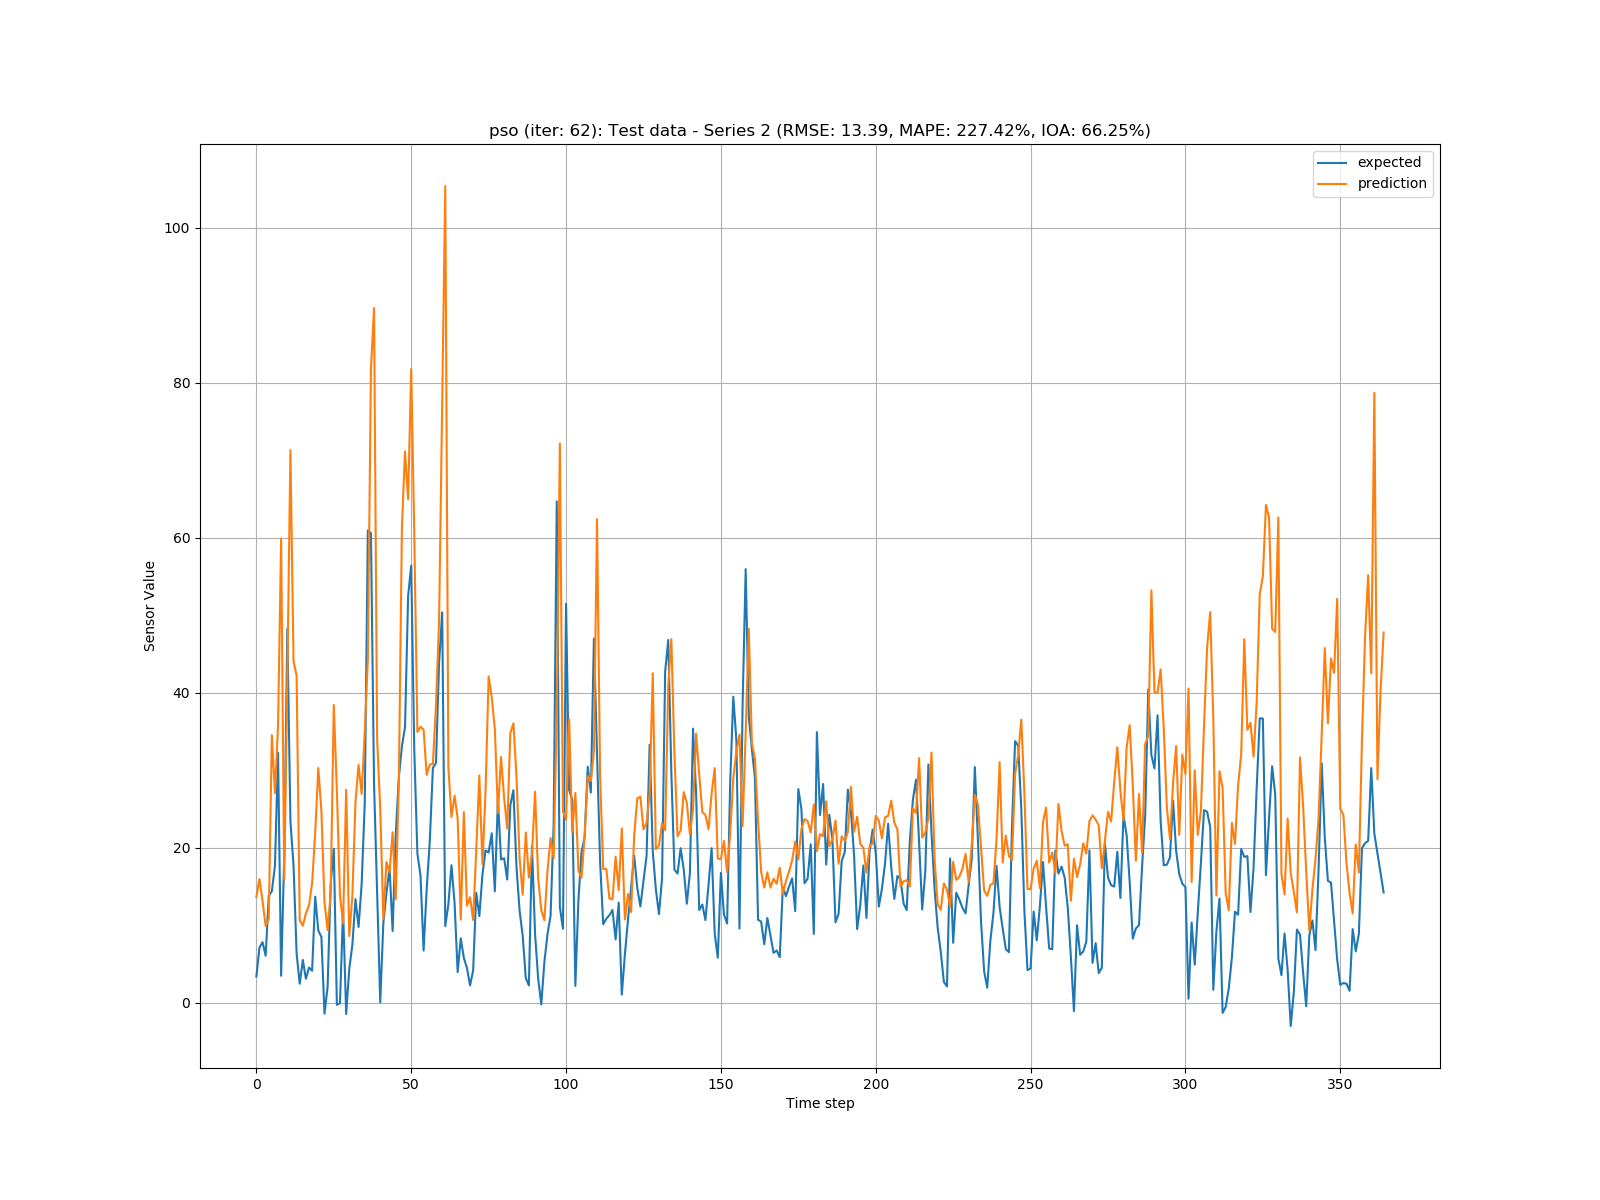 pso (iter: 62): Test data - Series 2 (RMSE: 13.39, MAPE: 227.42%, IOA: 66.25%)
expected
prediction
100
80
60
40
20
0
Sensor Value
0 50 100 150 200 250 300 350
Time step